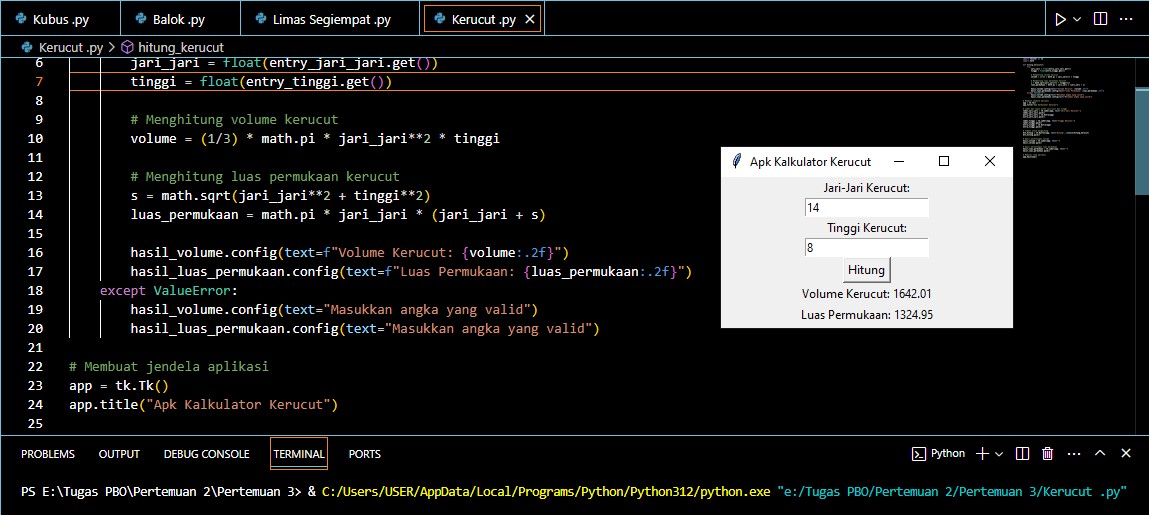 Kubus .py
Balok .py
Limas Segiempat .py
Kerucut .py
Kerucut .py > hitung_kerucut
6 jari_jari = float(entry_jari_jari.get())
7 tinggi = float(entry_tinggi.get())
8
9 # Menghitung volume kerucut
10 volume = (1/3) * math.pi * jari_jari**2 * tinggi
11
12 # Menghitung luas permukaan kerucut
13 s = math.sqrt(jari_jari**2 + tinggi**2)
14 luas_permukaan = math.pi * jari_jari * (jari_jari + s)
15
16 hasil_volume.config(text=f"Volume Kerucut: {volume:.2f}")
17 hasil_luas_permukaan.config(text=f"Luas Permukaan: {luas_permukaan:.2f}")
18 except ValueError:
19 hasil_volume.config(text="Masukkan angka yang valid")
20 hasil_luas_permukaan.config(text="Masukkan angka yang valid")
21
22 # Membuat jendela aplikasi
23 app = tk.Tk()
24 app.title("Apk Kalkulator Kerucut")
25
Apk Kalkulator Kerucut
Jari-Jari Kerucut:
14
Tinggi Kerucut:
8
Hitung
Volume Kerucut: 1642.01
Luas Permukaan: 1324.95
PROBLEMS OUTPUT DEBUG CONSOLE TERMINAL PORTS
Python
PS E:\Tugas PBO\Pertemuan 2\Pertemuan 3> & C:/Users/USER/AppData/Local/Programs/Python/Python312/python.exe "e:/Tugas PBO/Pertemuan 2/Pertemuan 3/Kerucut .py"